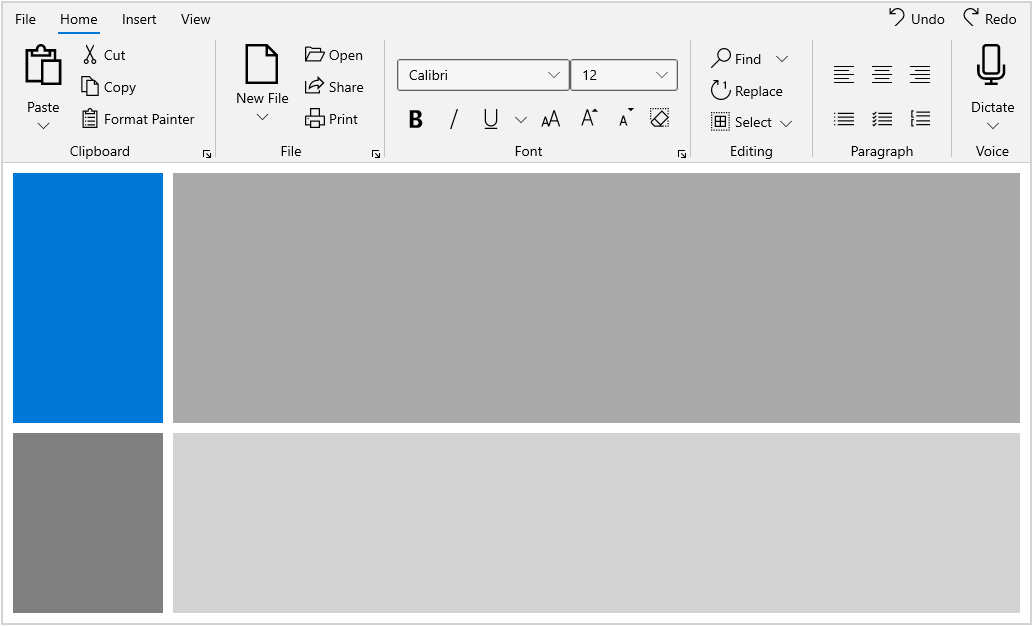 File Home Insert View Undo Redo
Paste
Cut
Copy
Format Painter
Clipboard
New File
Open
Share
Print
File
Calibri 12
B / U AA A A
Font
Find
Replace
Select
Editing
Paragraph
Dictate
Voice